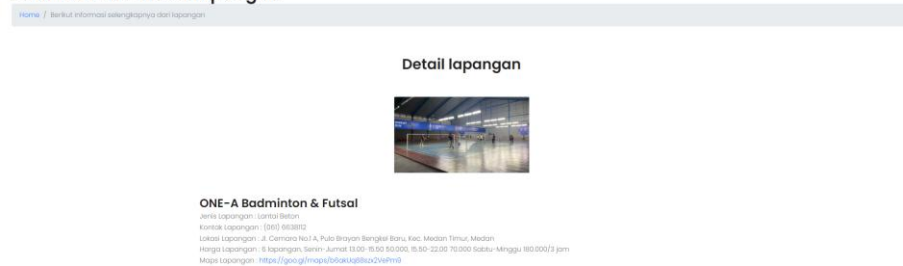 Home / Berikut informasi selengkapnya dari lapangan
Detail lapangan
ONE-A Badminton & Futsal
Jenis Lapangan : Lantai Beton
Kontak Lapangan : (061) 6638112
Lokasi Lapangan : Jl. Cemara No.1 A, Pulo Brayan Bengkel Baru, Kec. Medan Timur, Medan
Harga Lapangan : 6 lapangan, Senin-Jumat 13.00-15.50 50.000, 15.50-22.00 70.000 Sabtu-Minggu 180.000/3 jam
Maps Lapangan :